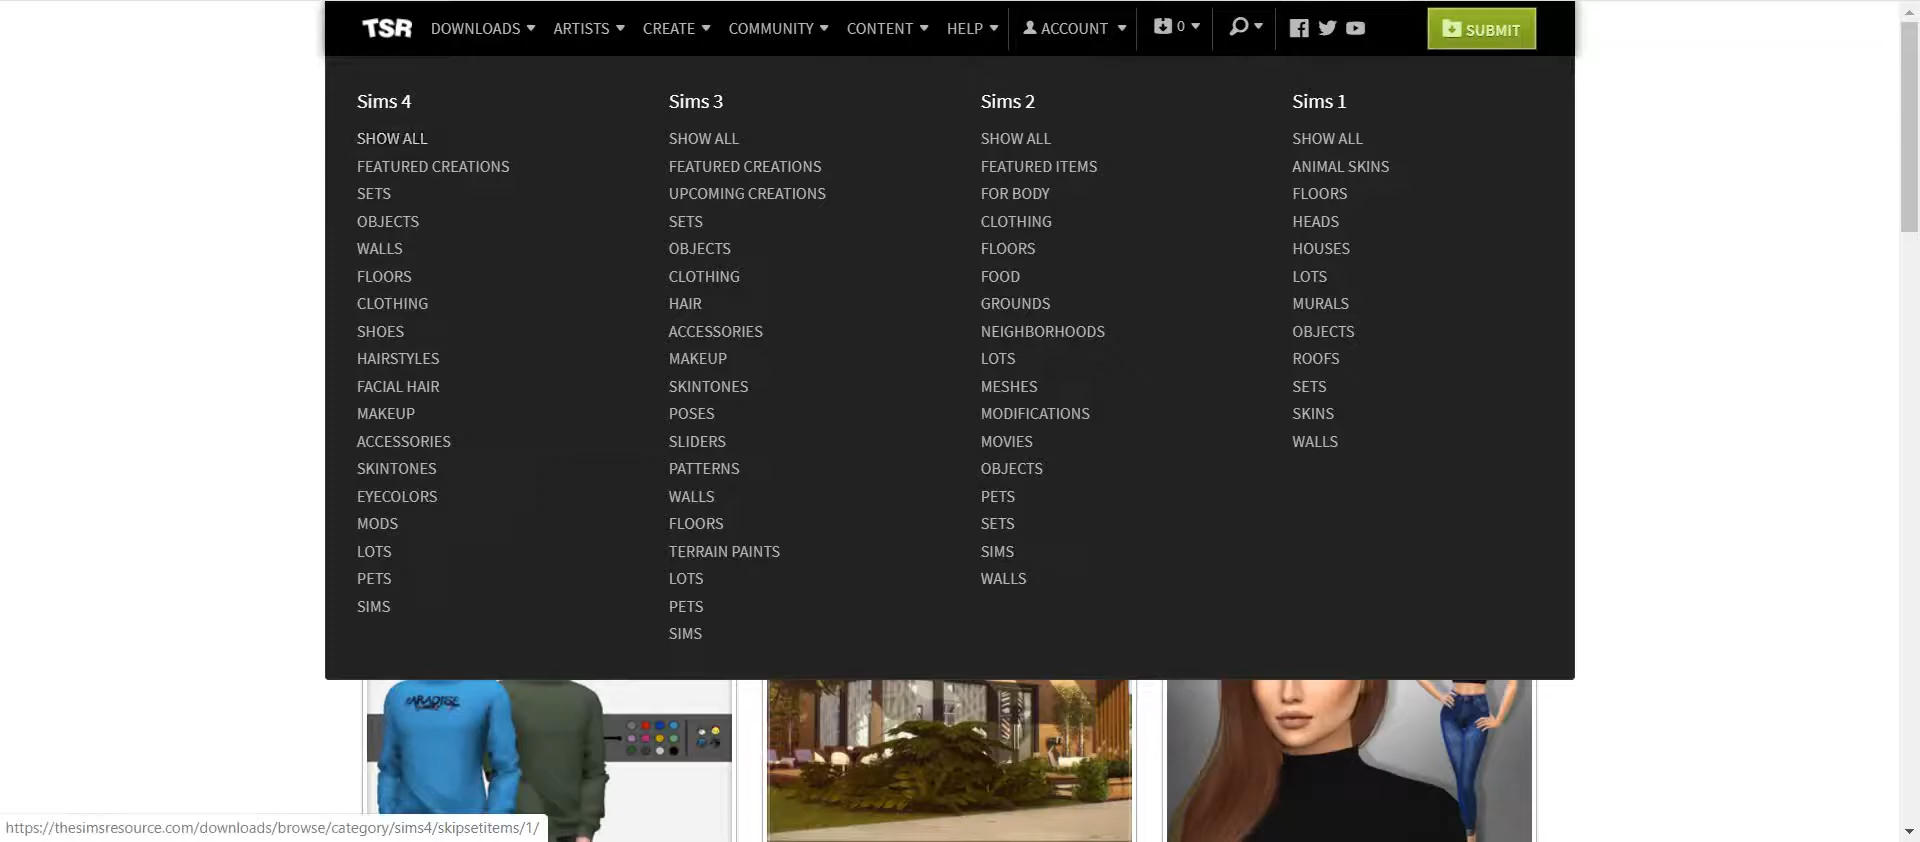 TSR DOWNLOADS ARTISTS CREATE COMMUNITY CONTENT HELP ACCOUNT 0 SUBMIT
Sims 4
SHOW ALL
FEATURED CREATIONS
SETS
OBJECTS
WALLS
FLOORS
CLOTHING
SHOES
HAIRSTYLES
FACIAL HAIR
MAKEUP
ACCESSORIES
SKINTONES
EYECOLORS
MODS
LOTS
PETS
SIMS
Sims 3
SHOW ALL
FEATURED CREATIONS
UPCOMING CREATIONS
SETS
OBJECTS
CLOTHING
HAIR
ACCESSORIES
MAKEUP
SKINTONES
POSES
SLIDERS
PATTERNS
WALLS
FLOORS
TERRAIN PAINTS
LOTS
PETS
SIMS
Sims 2
SHOW ALL
FEATURED ITEMS
FOR BODY
CLOTHING
FLOORS
FOOD
GROUNDS
NEIGHBORHOODS
LOTS
MESHES
MODIFICATIONS
MOVIES
OBJECTS
PETS
SETS
SIMS
WALLS
Sims 1
SHOW ALL
ANIMAL SKINS
FLOORS
HEADS
HOUSES
LOTS
MURALS
OBJECTS
ROOFS
SETS
SKINS
WALLS
PARADISE
https://thesimsresource.com/downloads/browse/category/sims4/skipsetitems/1/